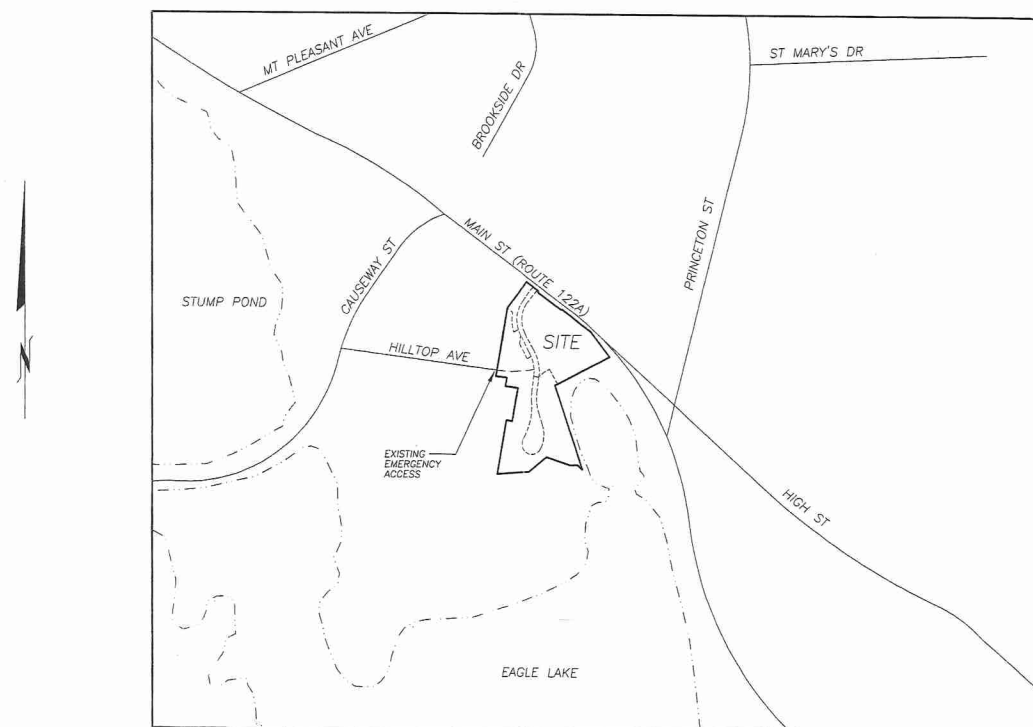 MT PLEASANT AVE
BROOKSIDE DR
ST MARY'S DR
PRINCETON ST
MAIN ST (ROUTE 122A)
CAUSEWAY ST
STUMP POND
SITE
HILLTOP AVE
EXISTING
EMERGENCY
ACCESS
HIGH ST
EAGLE LAKE
N